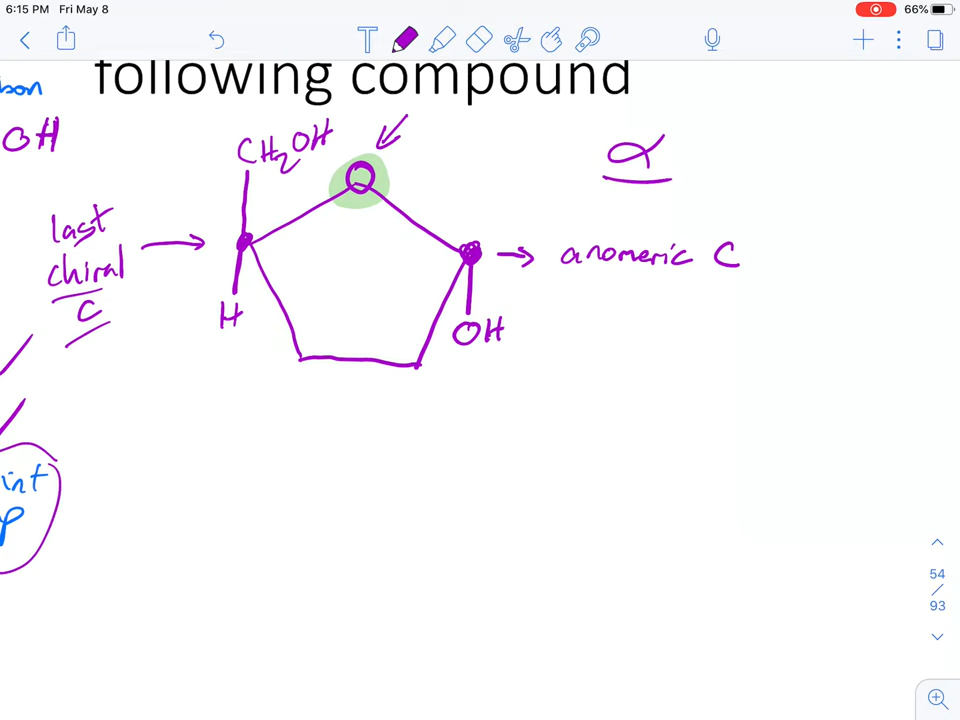 6:15 PM Fri May 8
66%
T
following compound
OH
CH2OH
O
α
last
chiral
C
anomeric C
H
OH
int
54
/
93